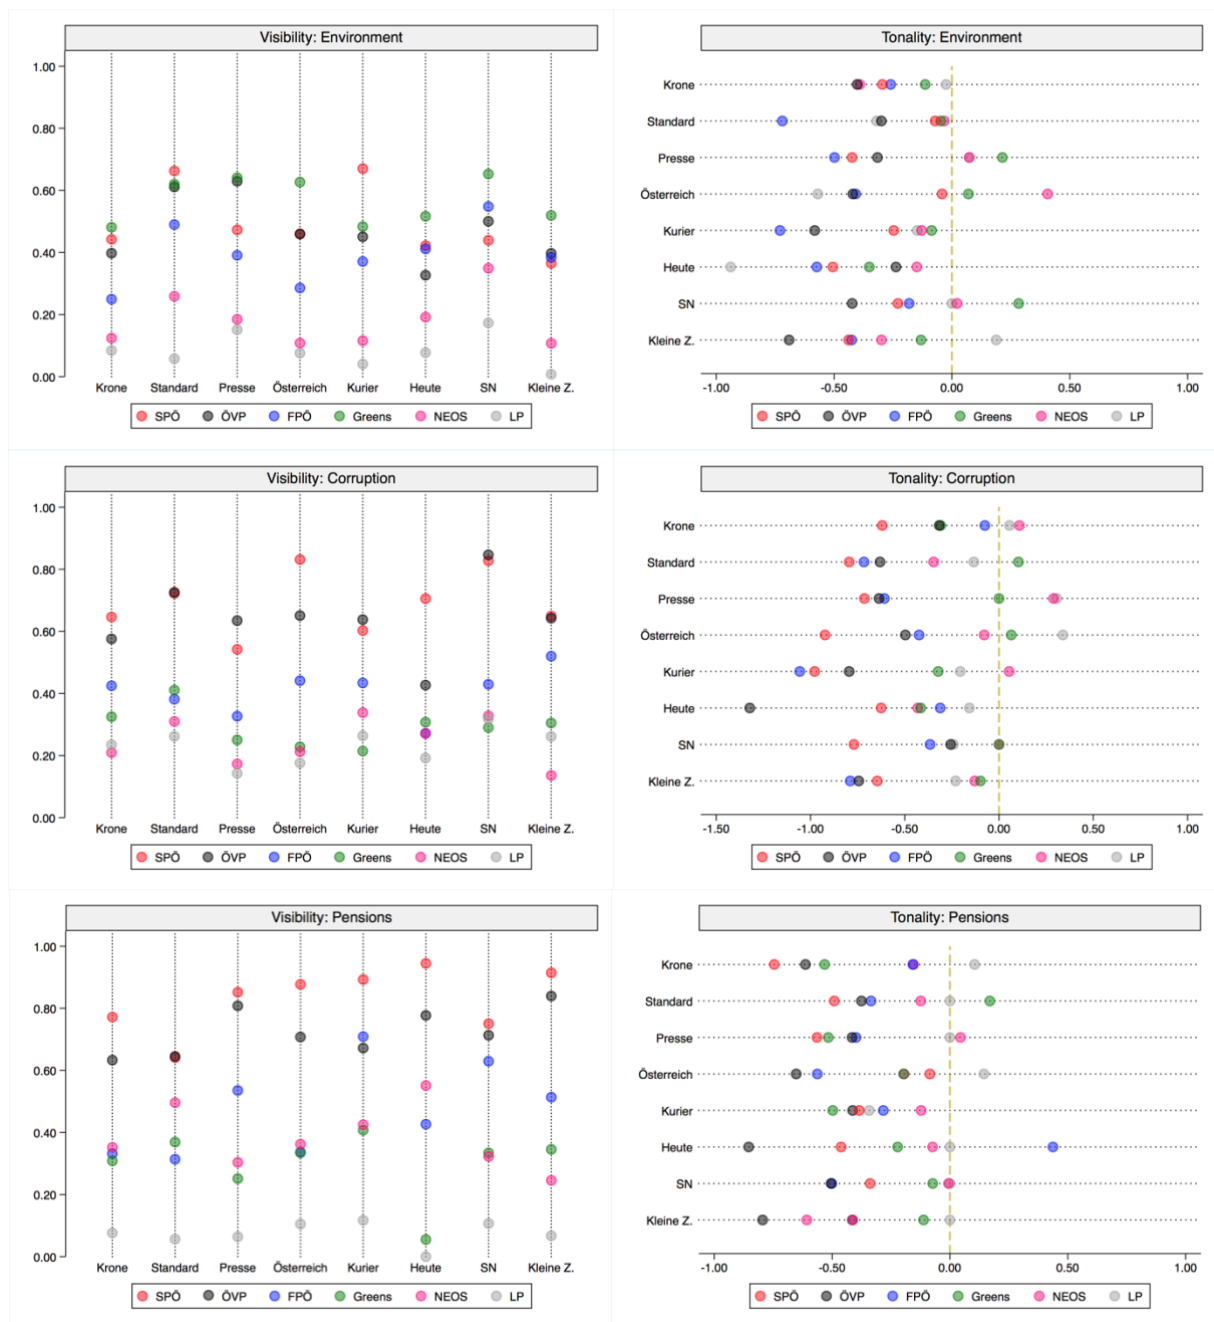 Visibility: Environment
1.00
0.80
0.60
0.40
0.20
0.00
Krone Standard Presse Österreich Kurier Heute SN Kleine Z.
SPÖ ÖVP FPÖ Greens NEOS LP
Tonality: Environment
Krone
Standard
Presse
Österreich
Kurier
Heute
SN
Kleine Z.
-1.00 -0.50 0.00 0.50 1.00
SPÖ ÖVP FPÖ Greens NEOS LP
Visibility: Corruption
1.00
0.80
0.60
0.40
0.20
0.00
Krone Standard Presse Österreich Kurier Heute SN Kleine Z.
SPÖ ÖVP FPÖ Greens NEOS LP
Tonality: Corruption
Krone
Standard
Presse
Österreich
Kurier
Heute
SN
Kleine Z.
-1.50 -1.00 -0.50 0.00 0.50 1.00
SPÖ ÖVP FPÖ Greens NEOS LP
Visibility: Pensions
1.00
0.80
0.60
0.40
0.20
0.00
Krone Standard Presse Österreich Kurier Heute SN Kleine Z.
SPÖ ÖVP FPÖ Greens NEOS LP
Tonality: Pensions
Krone
Standard
Presse
Österreich
Kurier
Heute
SN
Kleine Z.
-1.00 -0.50 0.00 0.50 1.00
SPÖ ÖVP FPÖ Greens NEOS LP